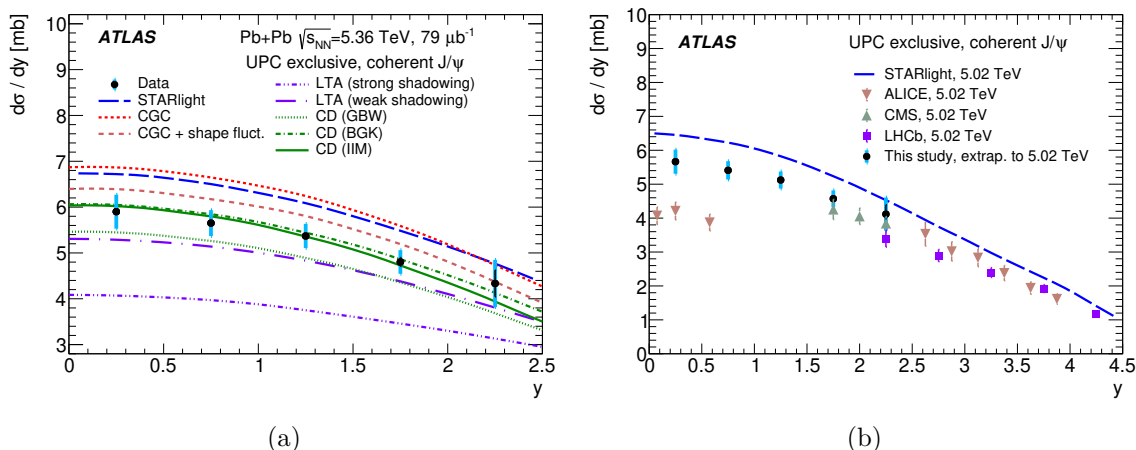 dσ / dy [mb]
ATLAS
Pb+Pb √sNN=5.36 TeV, 79 μb⁻¹
UPC exclusive, coherent J/ψ
Data
STARlight
CGC
CGC + shape fluct.
LTA (strong shadowing)
LTA (weak shadowing)
CD (GBW)
CD (BGK)
CD (IIM)
10
9
8
7
6
5
4
3
0 0.5 1 1.5 2 2.5
y
(a)
dσ / dy [mb]
ATLAS
UPC exclusive, coherent J/ψ
STARlight, 5.02 TeV
ALICE, 5.02 TeV
CMS, 5.02 TeV
LHCb, 5.02 TeV
This study, extrap. to 5.02 TeV
10
9
8
7
6
5
4
3
2
1
0
0 0.5 1 1.5 2 2.5 3 3.5 4 4.5
y
(b)